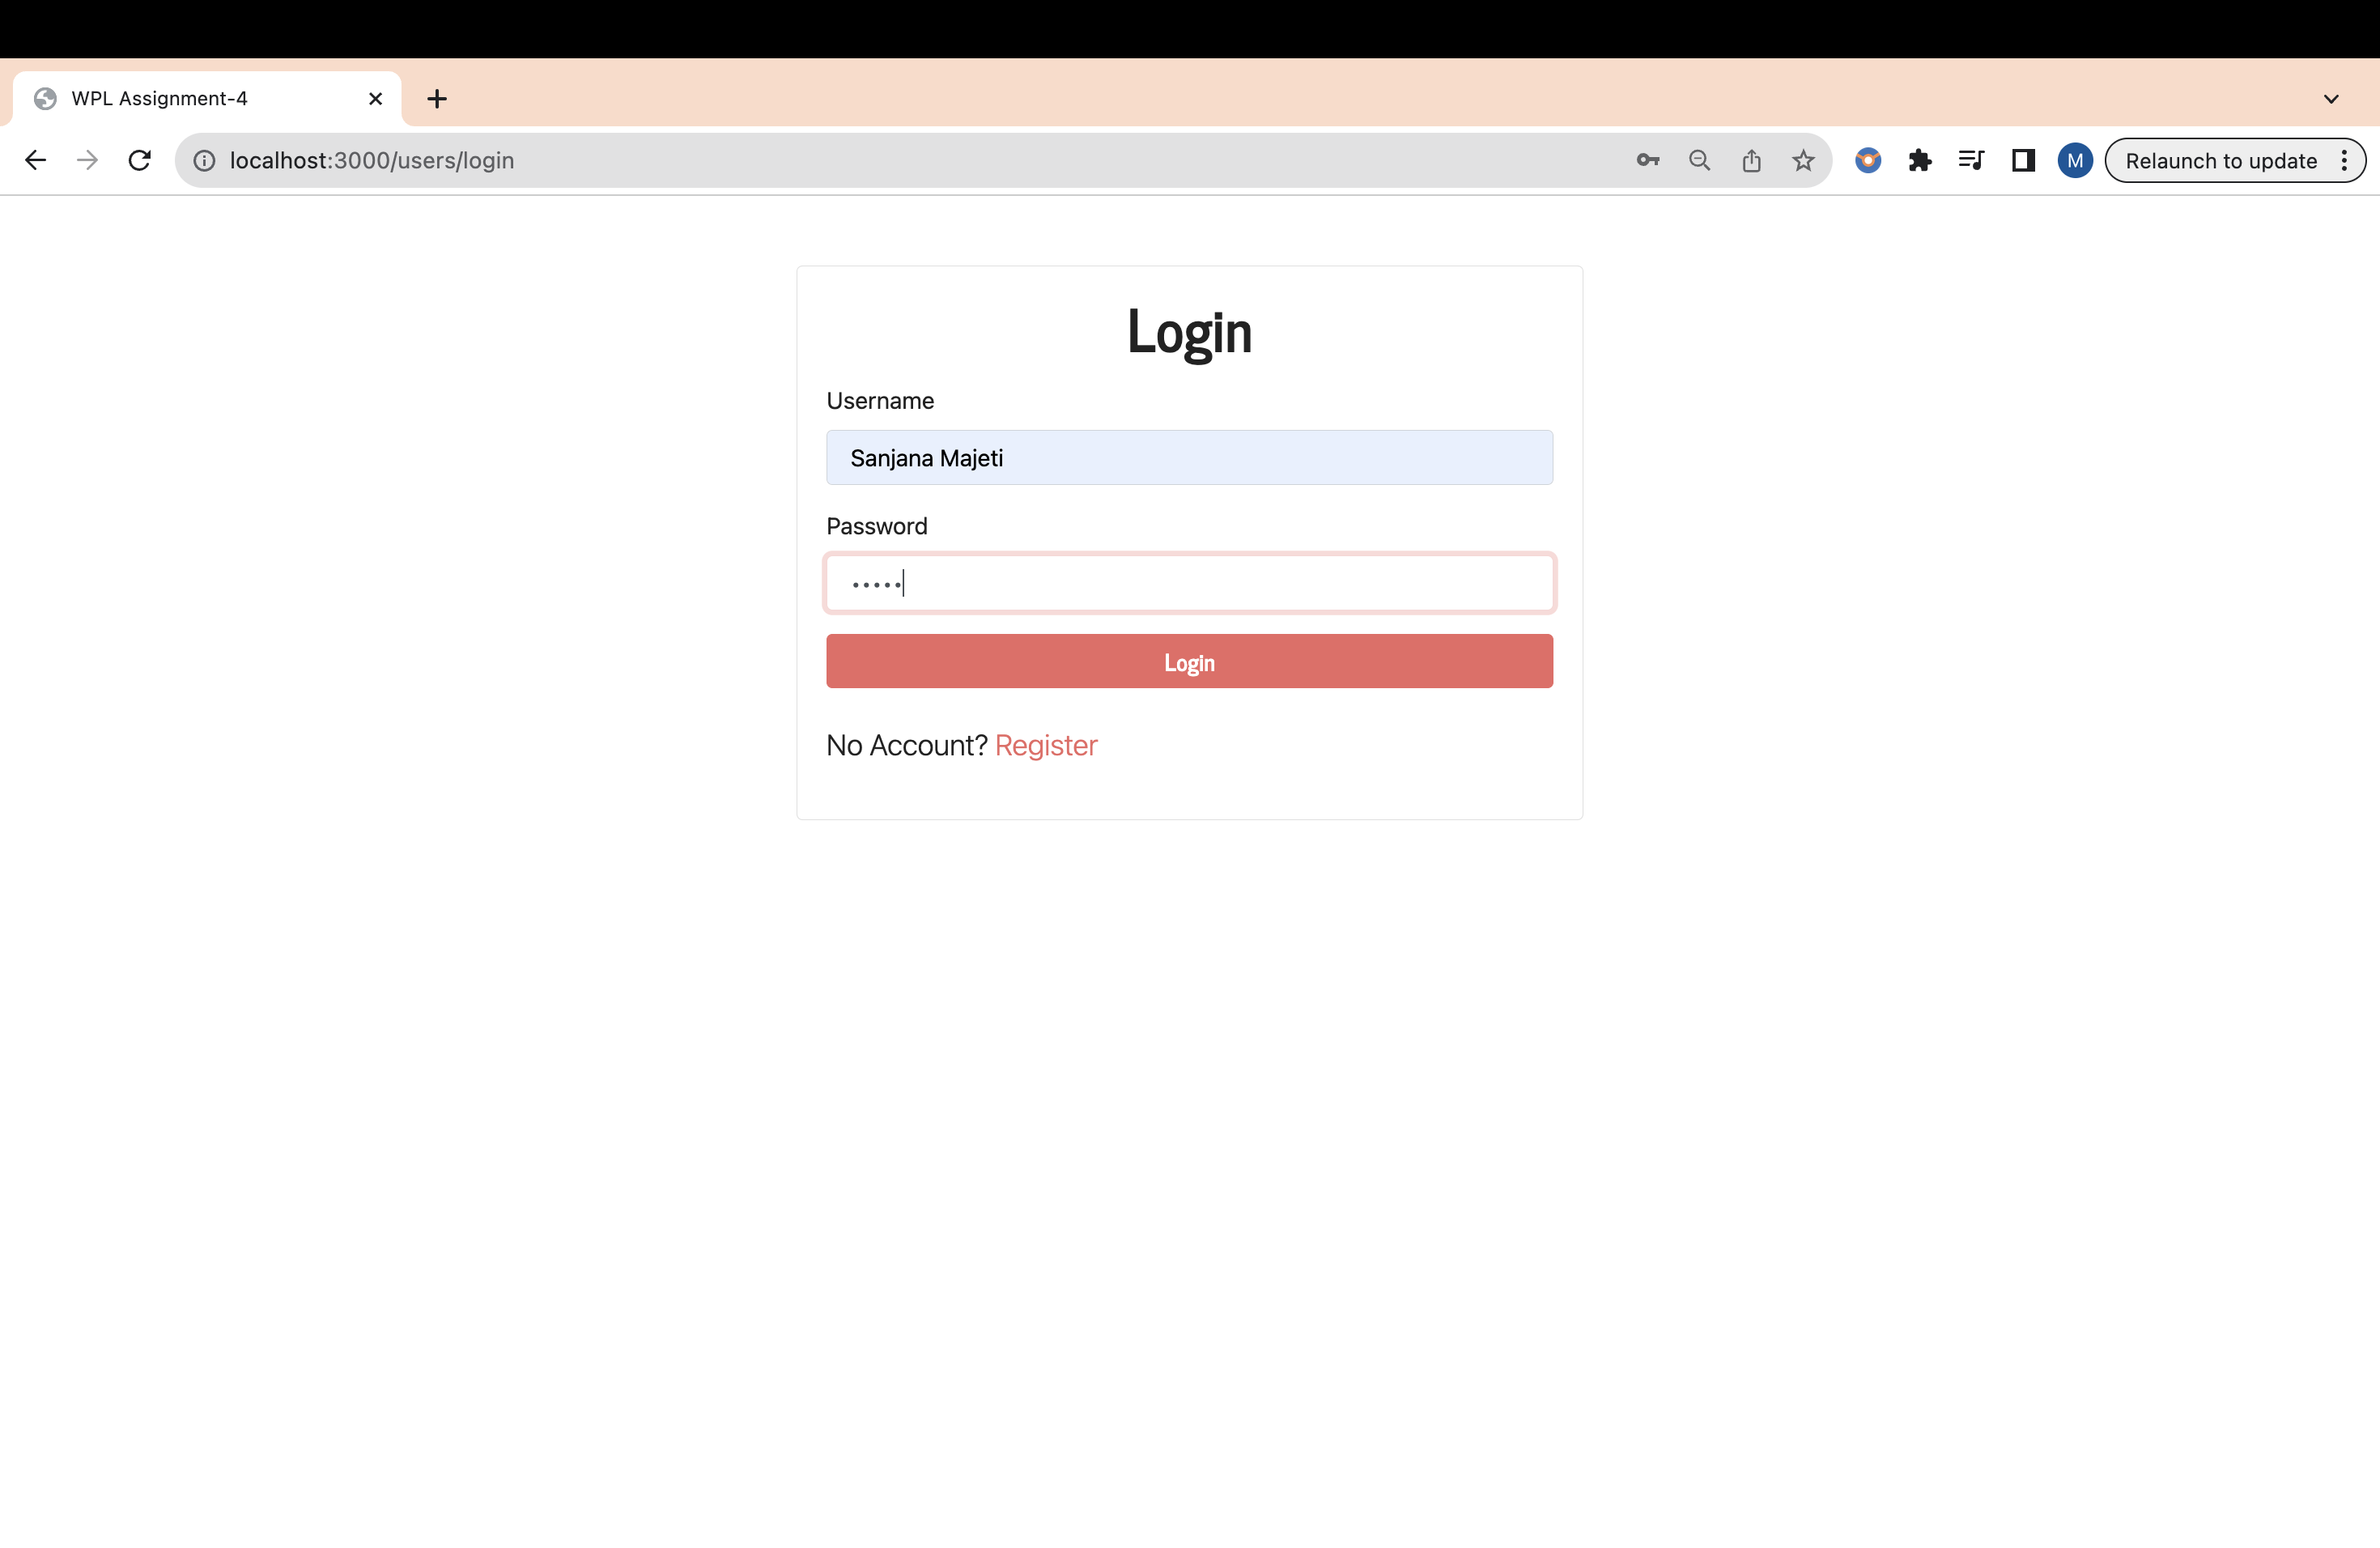 WPL Assignment-4
localhost:3000/users/login
M
Relaunch to update
Login
Username
Sanjana Majeti
Password
•••••
Login
No Account? Register